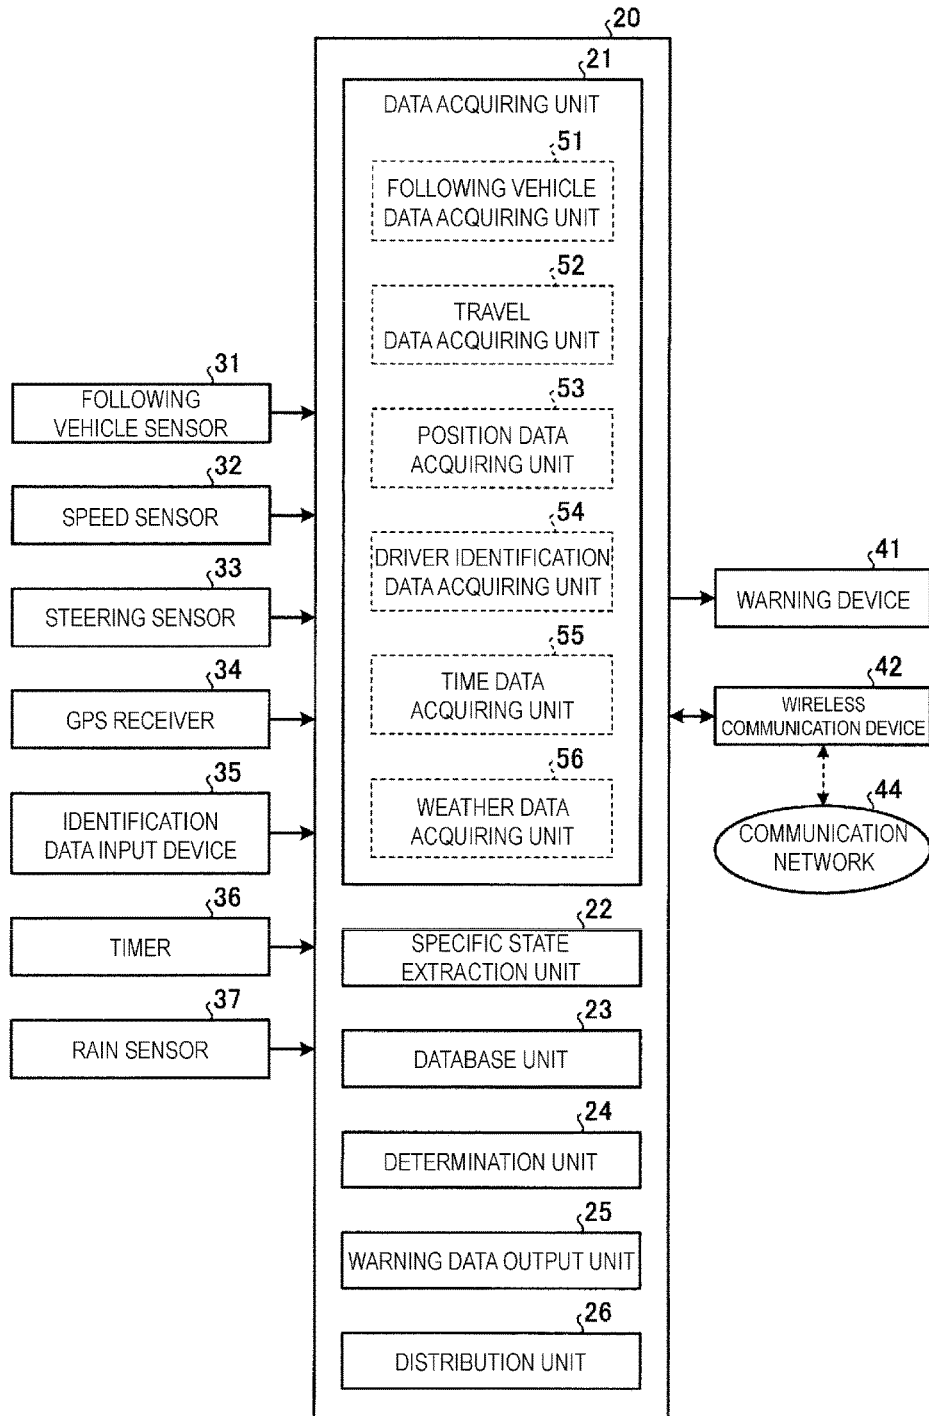 20
21
DATA ACQUIRING UNIT
51
FOLLOWING VEHICLE
DATA ACQUIRING UNIT
52
TRAVEL
DATA ACQUIRING UNIT
53
POSITION DATA
ACQUIRING UNIT
54
DRIVER IDENTIFICATION
DATA ACQUIRING UNIT
55
TIME DATA
ACQUIRING UNIT
56
WEATHER DATA
ACQUIRING UNIT
22
SPECIFIC STATE
EXTRACTION UNIT
23
DATABASE UNIT
24
DETERMINATION UNIT
25
WARNING DATA OUTPUT UNIT
26
DISTRIBUTION UNIT
31
FOLLOWING
VEHICLE SENSOR
32
SPEED SENSOR
33
STEERING SENSOR
34
GPS RECEIVER
35
IDENTIFICATION
DATA INPUT DEVICE
36
TIMER
37
RAIN SENSOR
41
WARNING DEVICE
42
WIRELESS
COMMUNICATION DEVICE
44
COMMUNICATION
NETWORK